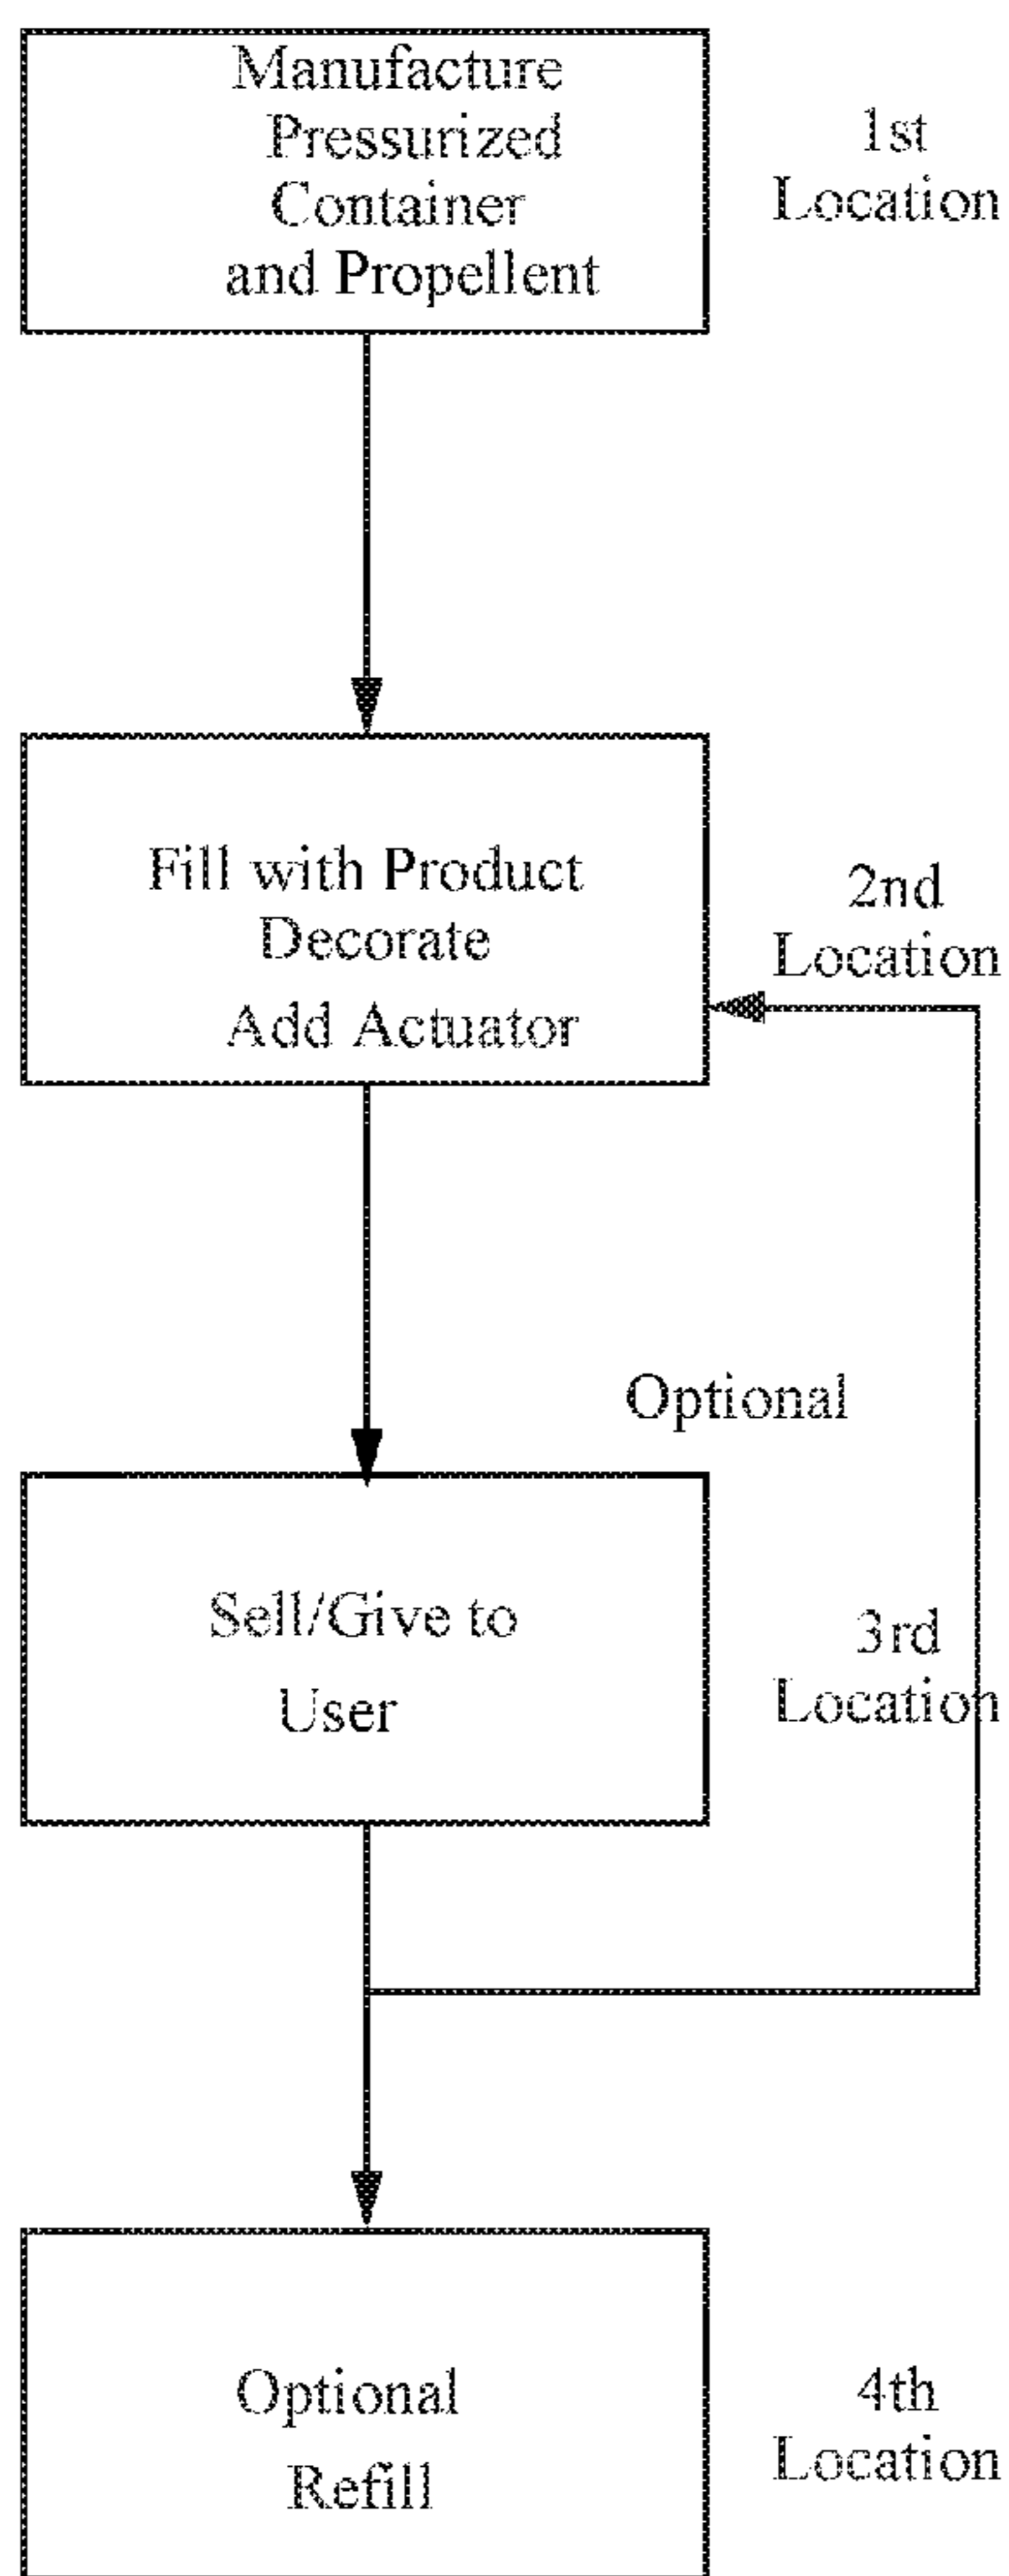 Manufacture
Pressurized
Container
and Propellent
1st
Location
Fill with Product
Decorate
Add Actuator
2nd
Location
Optional
Sell/Give to
User
3rd
Location
Optional
Refill
4th
Location